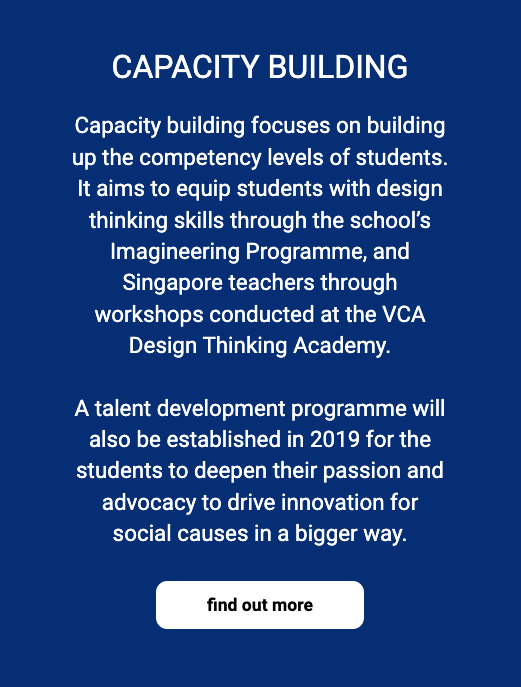 CAPACITY BUILDING
Capacity building focuses on building
up the competency levels of students.
It aims to equip students with design
thinking skills through the school’s
Imagineering Programme, and
Singapore teachers through
workshops conducted at the VCA
Design Thinking Academy.
A talent development programme will
also be established in 2019 for the
students to deepen their passion and
advocacy to drive innovation for
social causes in a bigger way.
find out more